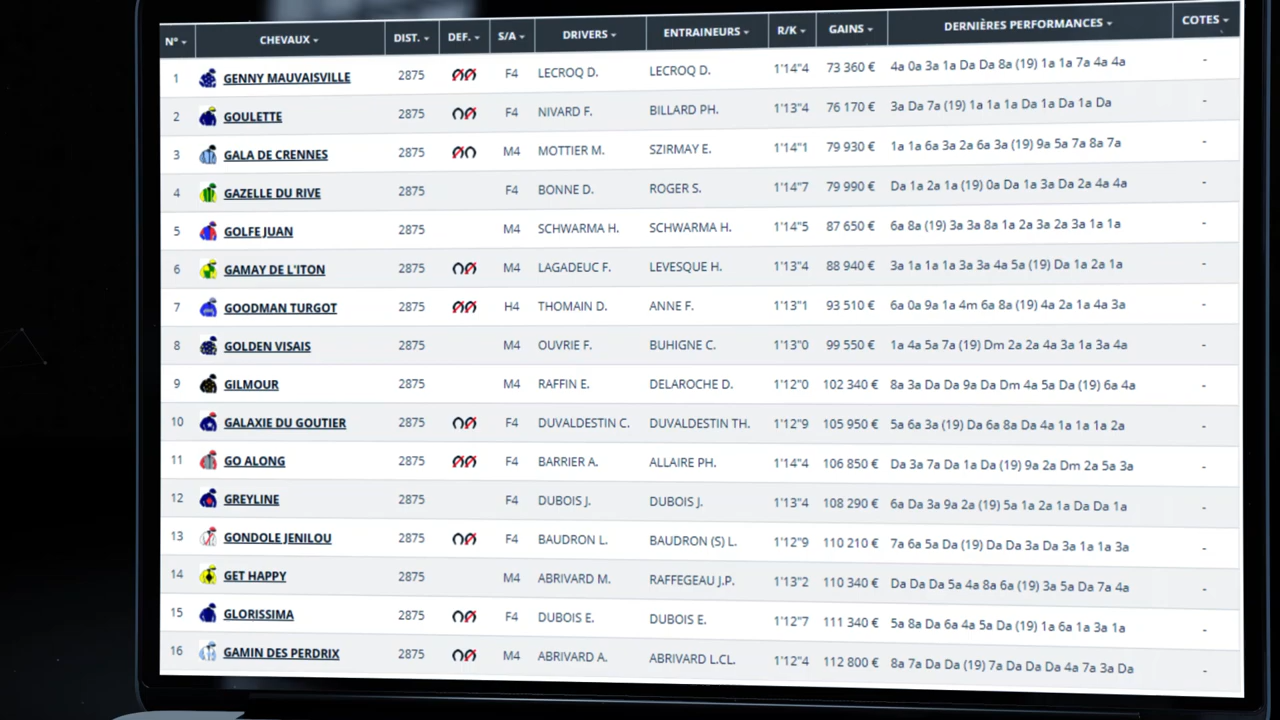 N° CHEVAUX DIST. DEF. S/A DRIVERS ENTRAINEURS R/K GAINS DERNIÈRES PERFORMANCES COTES
1 GENNY MAUVAISVILLE 2875 F4 LECROQ D. LECROQ D. 1'14"4 73 360 € 4a 0a 3a 1a Da Da 8a (19) 1a 1a 7a 4a 4a -
2 GOULETTE 2875 F4 NIVARD F. BILLARD PH. 1'13"4 76 170 € 3a Da 7a (19) 1a 1a 1a Da 1a Da 1a Da -
3 GALA DE CRENNES 2875 M4 MOTTIER M. SZIRMAY E. 1'14"1 79 930 € 1a 1a 6a 3a 2a 6a 3a (19) 9a 5a 7a 8a 7a -
4 GAZELLE DU RIVE 2875 F4 BONNE D. ROGER S. 1'14"7 79 990 € Da 1a 2a 1a (19) 0a Da 1a 3a Da 2a 4a 4a -
5 GOLFE JUAN 2875 M4 SCHWARMA H. SCHWARMA H. 1'14"5 87 650 € 6a 8a (19) 3a 3a 8a 1a 2a 3a 2a 3a 1a 1a -
6 GAMAY DE L'ITON 2875 M4 LAGADEUC F. LEVESQUE H. 1'13"4 88 940 € 3a 1a 1a 1a 3a 3a 4a 5a (19) Da 1a 2a 1a -
7 GOODMAN TURGOT 2875 H4 THOMAIN D. ANNE F. 1'13"1 93 510 € 6a 0a 9a 1a 4m 6a 8a (19) 4a 2a 1a 4a 3a -
8 GOLDEN VISAIS 2875 M4 OUVRIE F. BUHIGNE C. 1'13"0 99 550 € 1a 4a 5a 7a (19) Dm 2a 2a 4a 3a 1a 3a 4a -
9 GILMOUR 2875 M4 RAFFIN E. DELAROCHE D. 1'12"0 102 340 € 8a 3a Da Da 9a Da Dm 4a 5a Da (19) 6a 4a -
10 GALAXIE DU GOUTIER 2875 F4 DUVALDESTIN C. DUVALDESTIN TH. 1'12"9 105 950 € 5a 6a 3a (19) Da 6a 8a Da 4a 1a 1a 1a 2a -
11 GO ALONG 2875 F4 BARRIER A. ALLAIRE PH. 1'14"4 106 850 € Da 3a 7a Da 1a Da (19) 9a 2a Dm 2a 5a 3a -
12 GREYLINE 2875 F4 DUBOIS J. DUBOIS J. 1'13"4 108 290 € 6a Da 3a 9a 2a (19) 5a 1a 2a 1a Da Da 1a -
13 GONDOLE JENILOU 2875 F4 BAUDRON L. BAUDRON (S) L. 1'12"9 110 210 € 7a 6a 5a Da (19) Da Da 3a Da 3a 1a 1a 3a -
14 GET HAPPY 2875 M4 ABRIVARD M. RAFFEGEAU J.P. 1'13"2 110 340 € Da Da Da 5a 4a 8a 6a (19) 3a 5a Da 7a 4a -
15 GLORISSIMA 2875 F4 DUBOIS E. DUBOIS E. 1'12"7 111 340 € 5a 8a Da 6a 4a 5a Da (19) 1a 6a 1a 3a 1a -
16 GAMIN DES PERDRIX 2875 M4 ABRIVARD A. ABRIVARD L.CL. 1'12"4 112 800 € 8a 7a Da Da (19) 7a Da Da Da 4a 7a 3a Da -